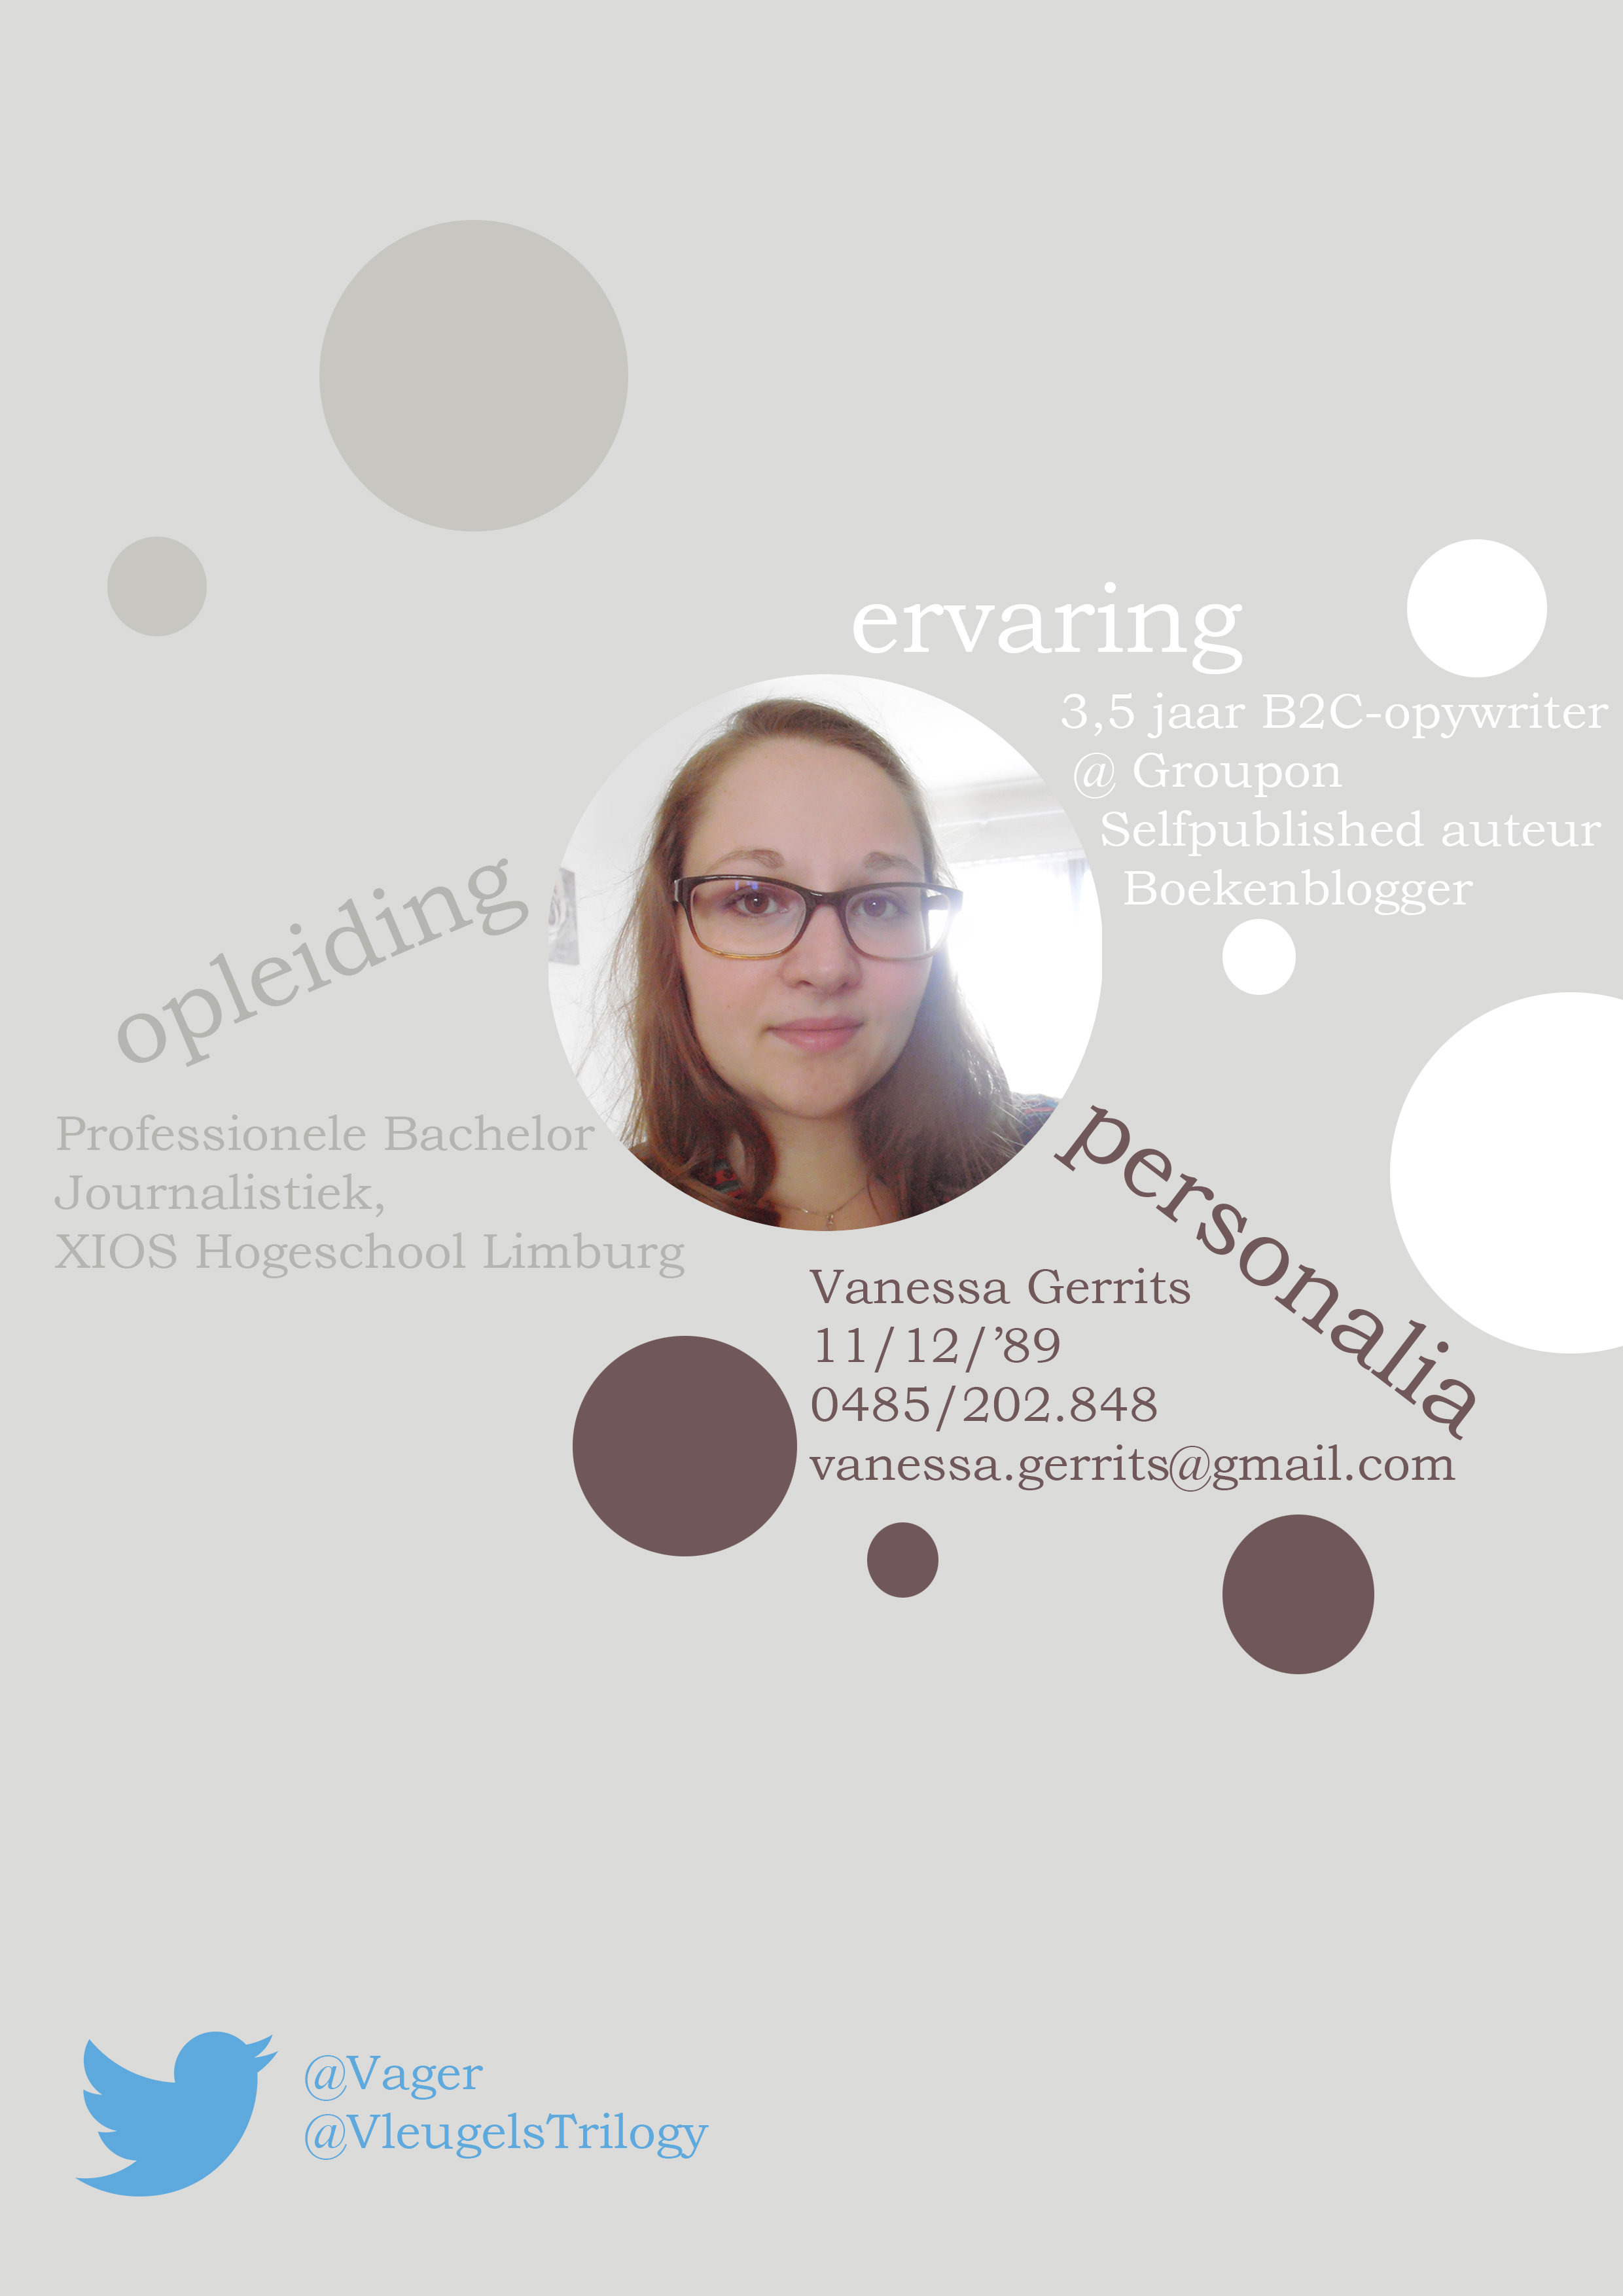 ervaring
3,5 jaar B2C-opywriter
@ Groupon
Selfpublished auteur
Boekenblogger
opleiding
Professionele Bachelor
Journalistiek,
XIOS Hogeschool Limburg
personalia
Vanessa Gerrits
11/12/’89
0485/202.848
vanessa.gerrits@gmail.com
@Vager
@VleugelsTrilogy